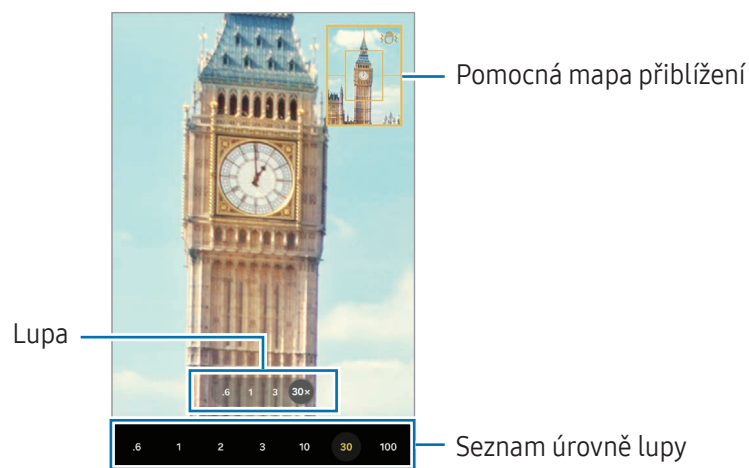 Pomocná mapa přiblížení
Lupa
.6 1 3 30×
.6 1 2 3 10 30 100
Seznam úrovně lupy